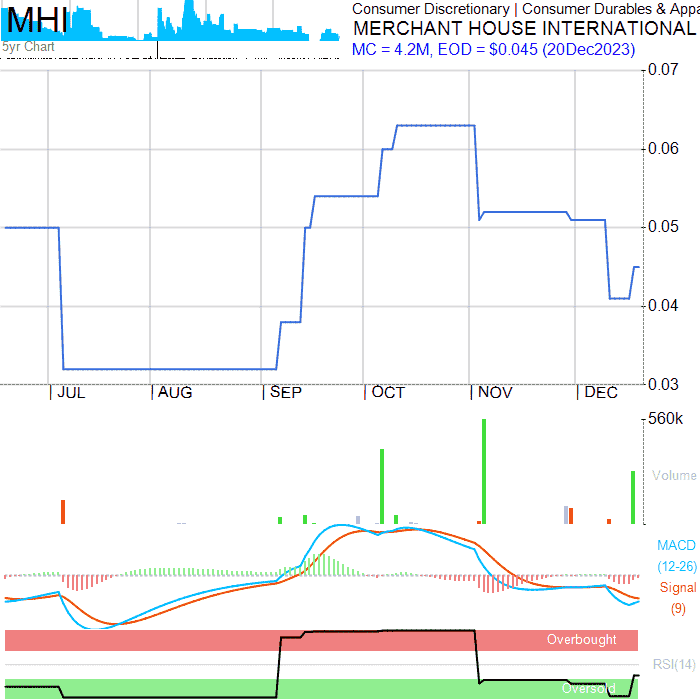 MHI
5yr Chart
Consumer Discretionary | Consumer Durables & Appa
MERCHANT HOUSE INTERNATIONAL
MC = 4.2M, EOD = $0.045 (20Dec2023)
0.07
0.06
0.05
0.04
0.03
JUL AUG SEP OCT NOV DEC
560k
Volume
MACD
(12-26)
Signal
(9)
Overbought
RSI(14)
Oversold